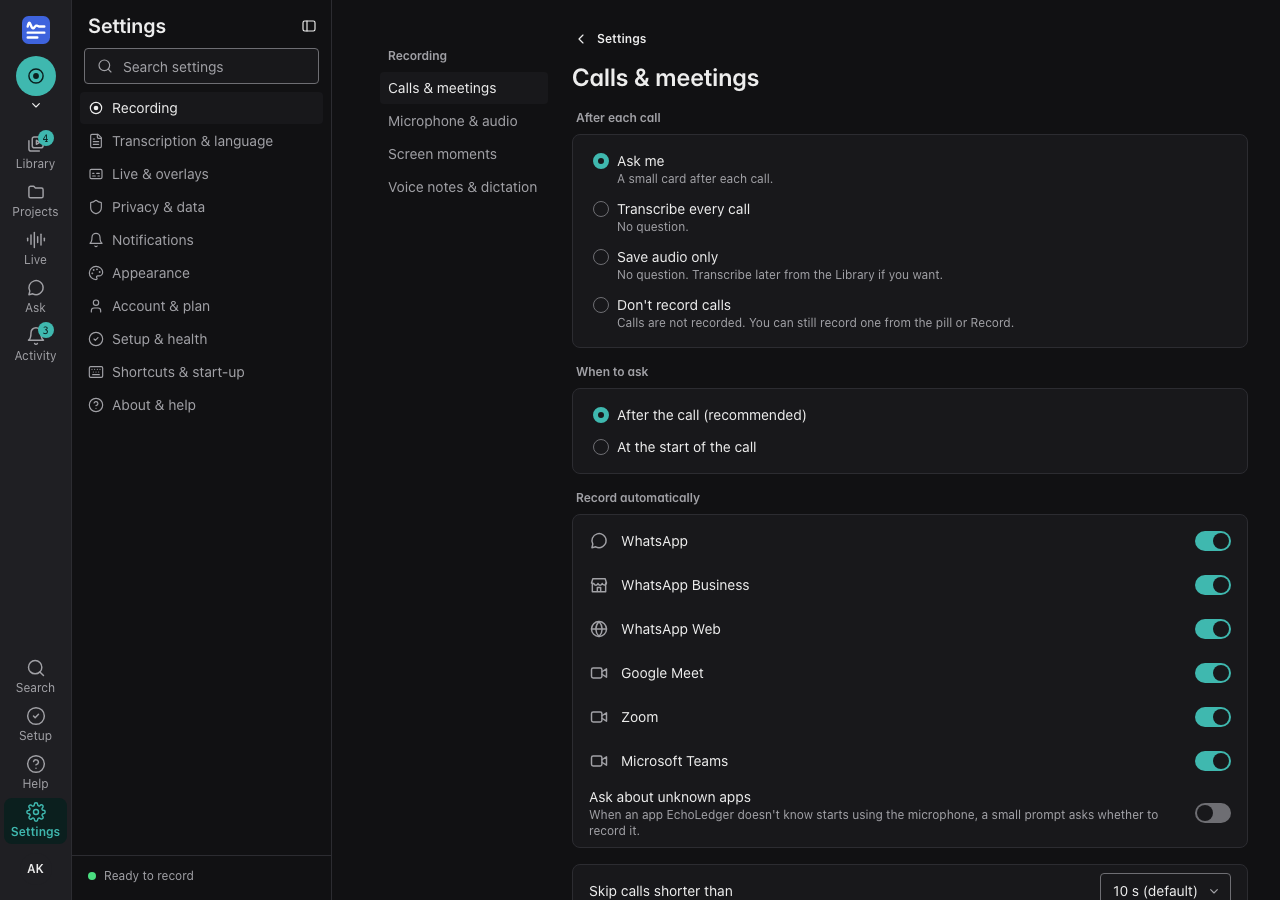 Settings
Search settings
Recording
Transcription & language
Live & overlays
Privacy & data
Notifications
Appearance
Account & plan
Setup & health
Shortcuts & start-up
About & help
Ready to record
4
Library
Projects
Live
Ask
3
Activity
Search
Setup
Help
Settings
AK
Recording
Calls & meetings
Microphone & audio
Screen moments
Voice notes & dictation
Settings
Calls & meetings
After each call
Ask me
A small card after each call.
Transcribe every call
No question.
Save audio only
No question. Transcribe later from the Library if you want.
Don't record calls
Calls are not recorded. You can still record one from the pill or Record.
When to ask
After the call (recommended)
At the start of the call
Record automatically
WhatsApp
WhatsApp Business
WhatsApp Web
Google Meet
Zoom
Microsoft Teams
Ask about unknown apps
When an app EchoLedger doesn't know starts using the microphone, a small prompt asks whether to
record it.
Skip calls shorter than
10 s (default)